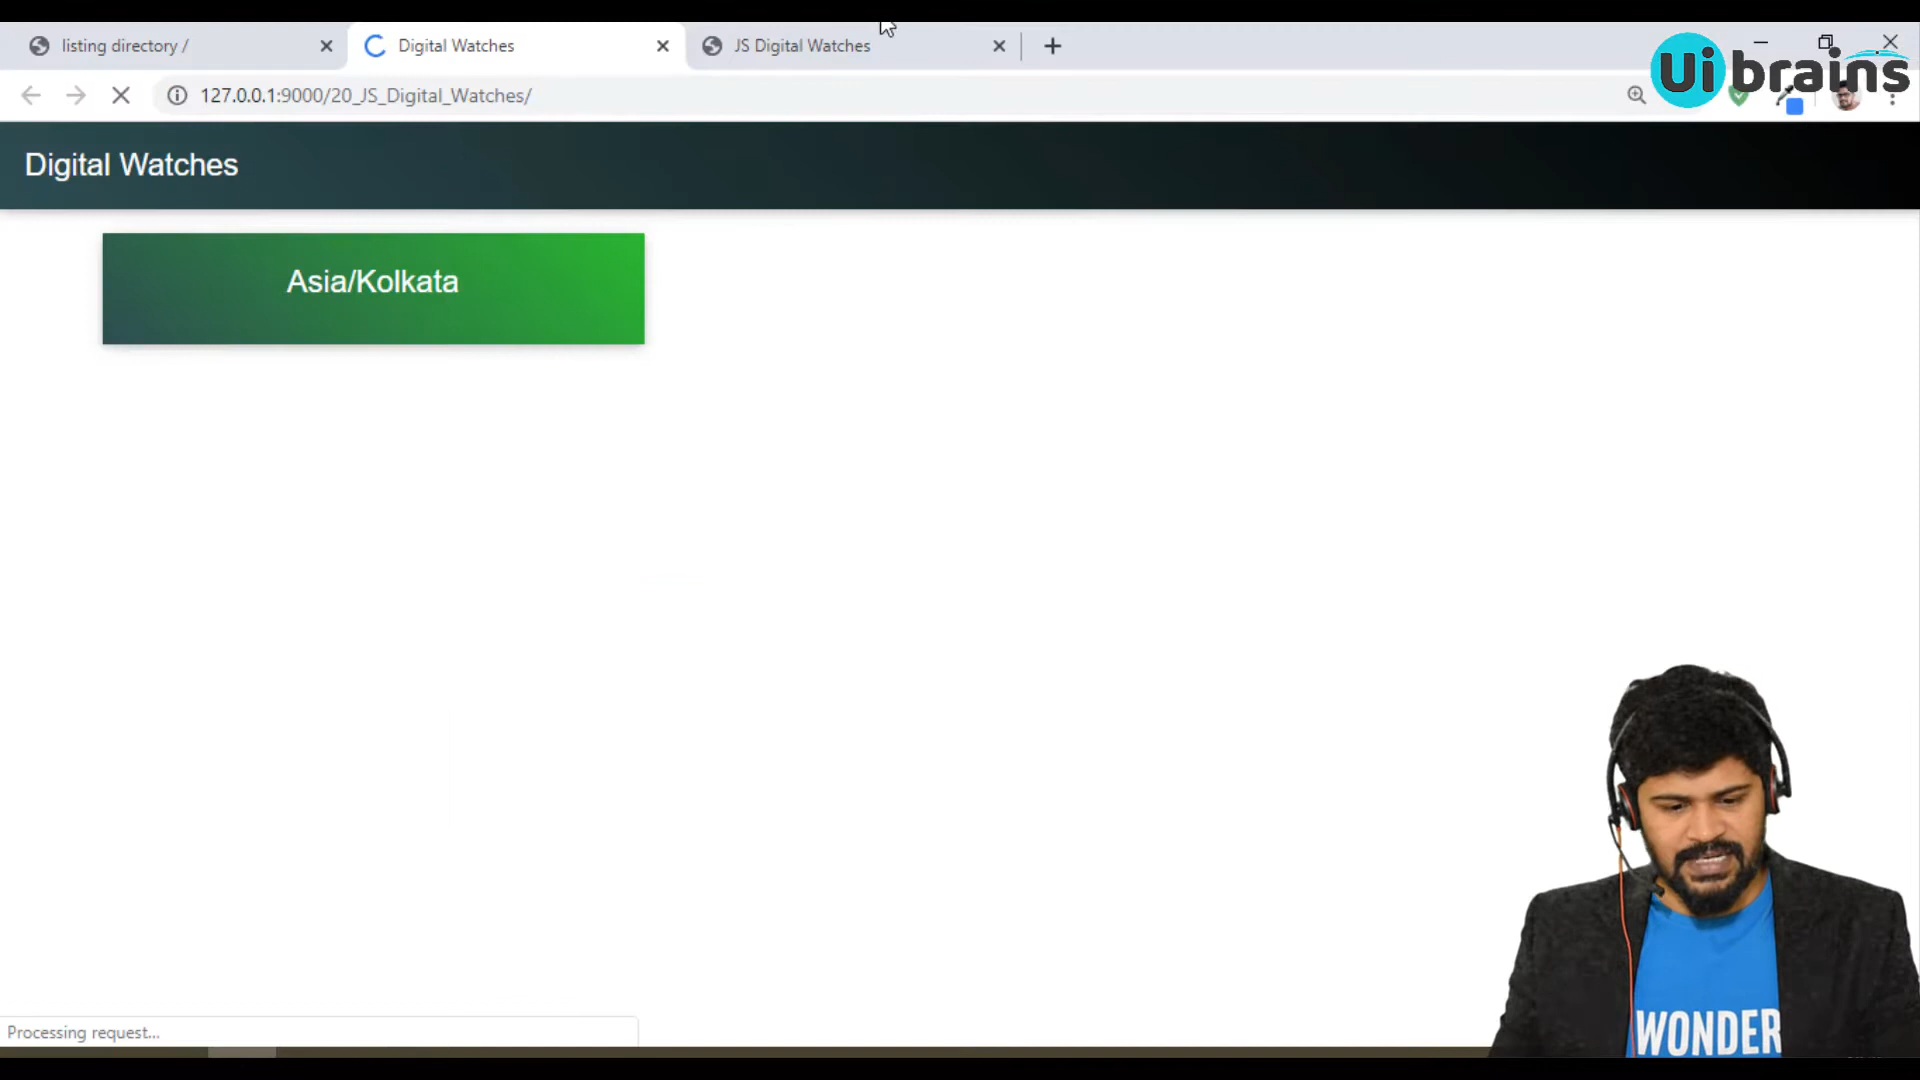 listing directory /
Digital Watches
JS Digital Watches
127.0.0.1:9000/20_JS_Digital_Watches/
Ui brains
Digital Watches
Asia/Kolkata
WONDER
Processing request...